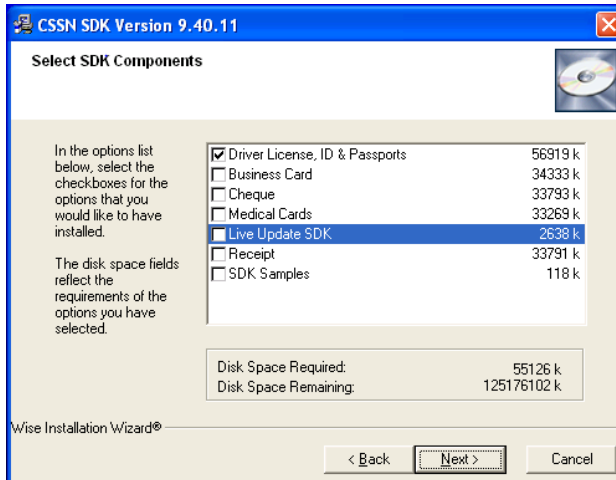 CSSN SDK Version 9.40.11
Select SDK Components
In the options list
below, select the
checkboxes for the
options that you
would like to have
installed.
The disk space fields
reflect the
requirements of the
options you have
selected.
Driver License, ID & Passports 56919 k
Business Card 34333 k
Cheque 33793 k
Medical Cards 33269 k
Live Update SDK 2638 k
Receipt 33791 k
SDK Samples 118 k
Disk Space Required: 55126 k
Disk Space Remaining: 125176102 k
Wise Installation Wizard®
< Back Next > Cancel